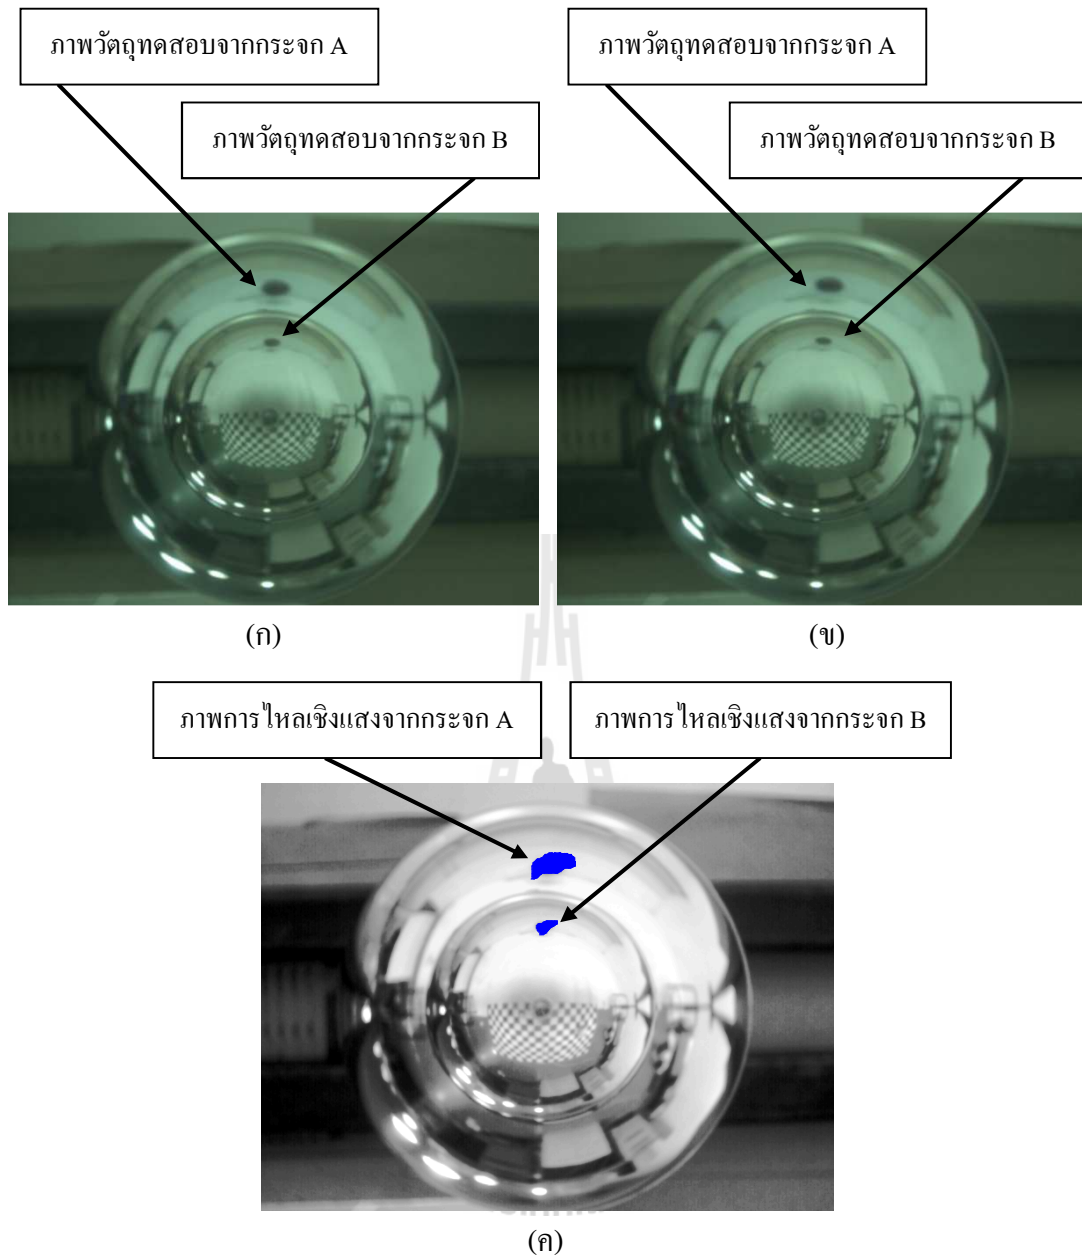 ภาพวัตถุทดสอบจากกระจก A
ภาพวัตถุทดสอบจากกระจก A
ภาพวัตถุทดสอบจากกระจก B
ภาพวัตถุทดสอบจากกระจก B
(ก)
(ข)
ภาพการไหลเชิงแสงจากกระจก A
ภาพการไหลเชิงแสงจากกระจก B
(ค)